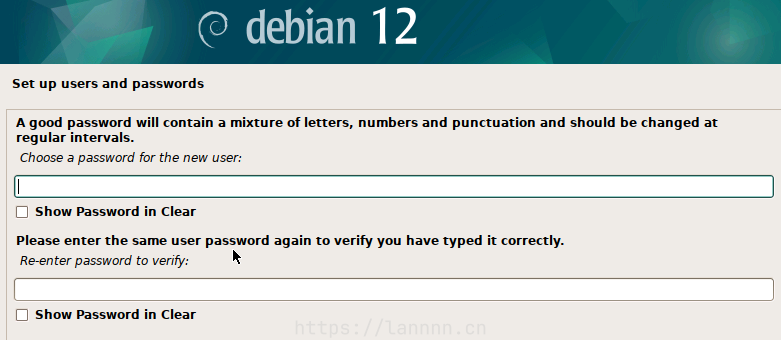 debian 12
Set up users and passwords
A good password will contain a mixture of letters, numbers and punctuation and should be changed at
regular intervals.
Choose a password for the new user:
Show Password in Clear
Please enter the same user password again to verify you have typed it correctly.
Re-enter password to verify:
Show Password in Clear
https://lannnn.cn